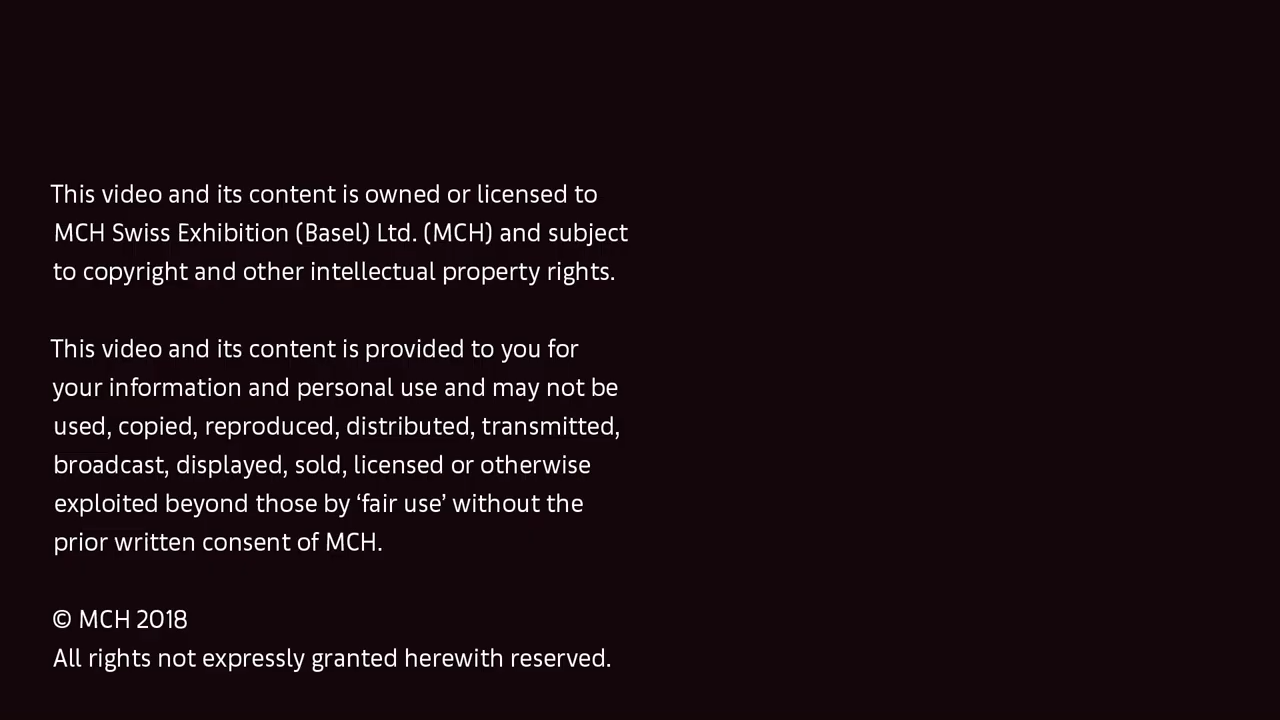 This video and its content is owned or licensed to
MCH Swiss Exhibition (Basel) Ltd. (MCH) and subject
to copyright and other intellectual property rights.
This video and its content is provided to you for
your information and personal use and may not be
used, copied, reproduced, distributed, transmitted,
broadcast, displayed, sold, licensed or otherwise
exploited beyond those by ‘fair use’ without the
prior written consent of MCH.
© MCH 2018
All rights not expressly granted herewith reserved.